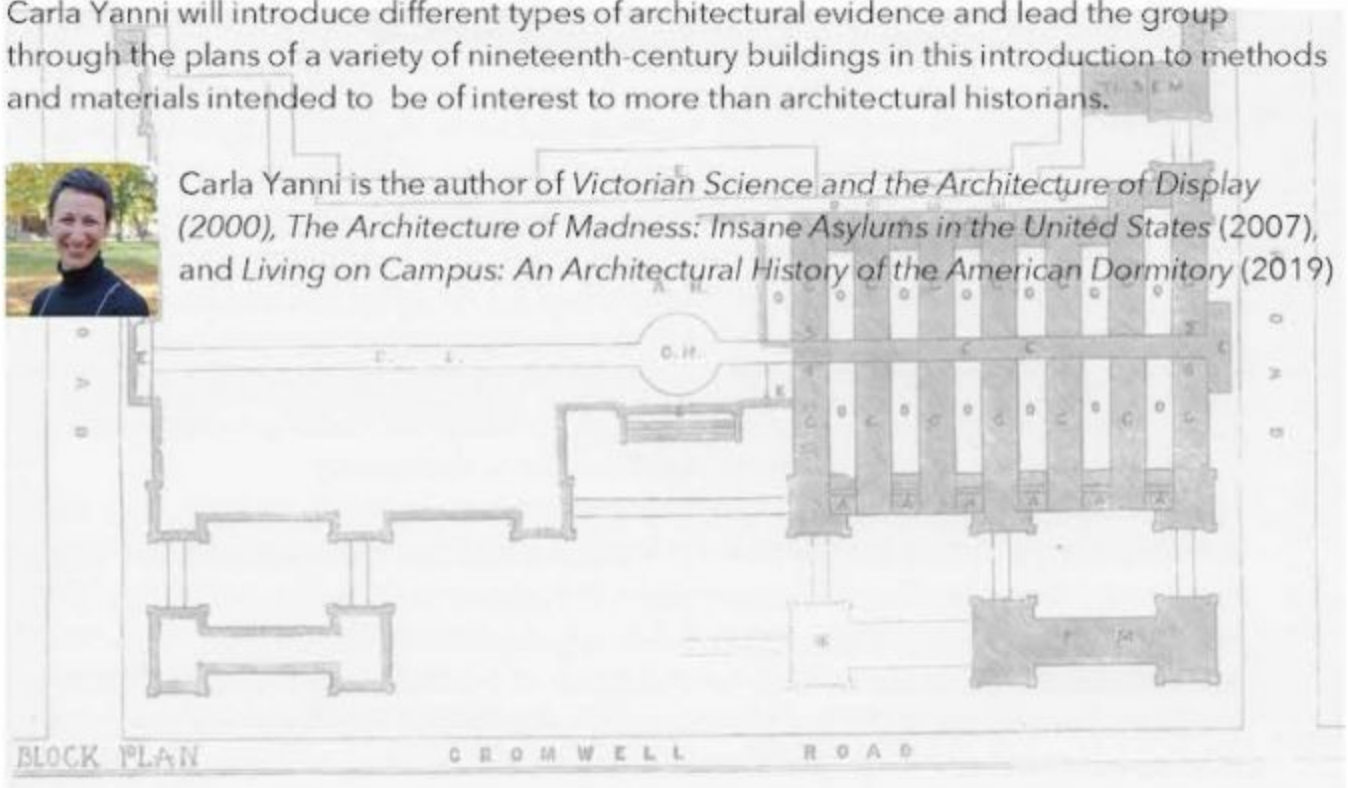 Carla Yanni will introduce different types of architectural evidence and lead the group
through the plans of a variety of nineteenth-century buildings in this introduction to methods
and materials intended to be of interest to more than architectural historians.
Carla Yanni is the author of Victorian Science and the Architecture of Display
(2000), The Architecture of Madness: Insane Asylums in the United States (2007),
and Living on Campus: An Architectural History of the American Dormitory (2019)
C. H.
BLOCK PLAN
CROMWELL ROAD